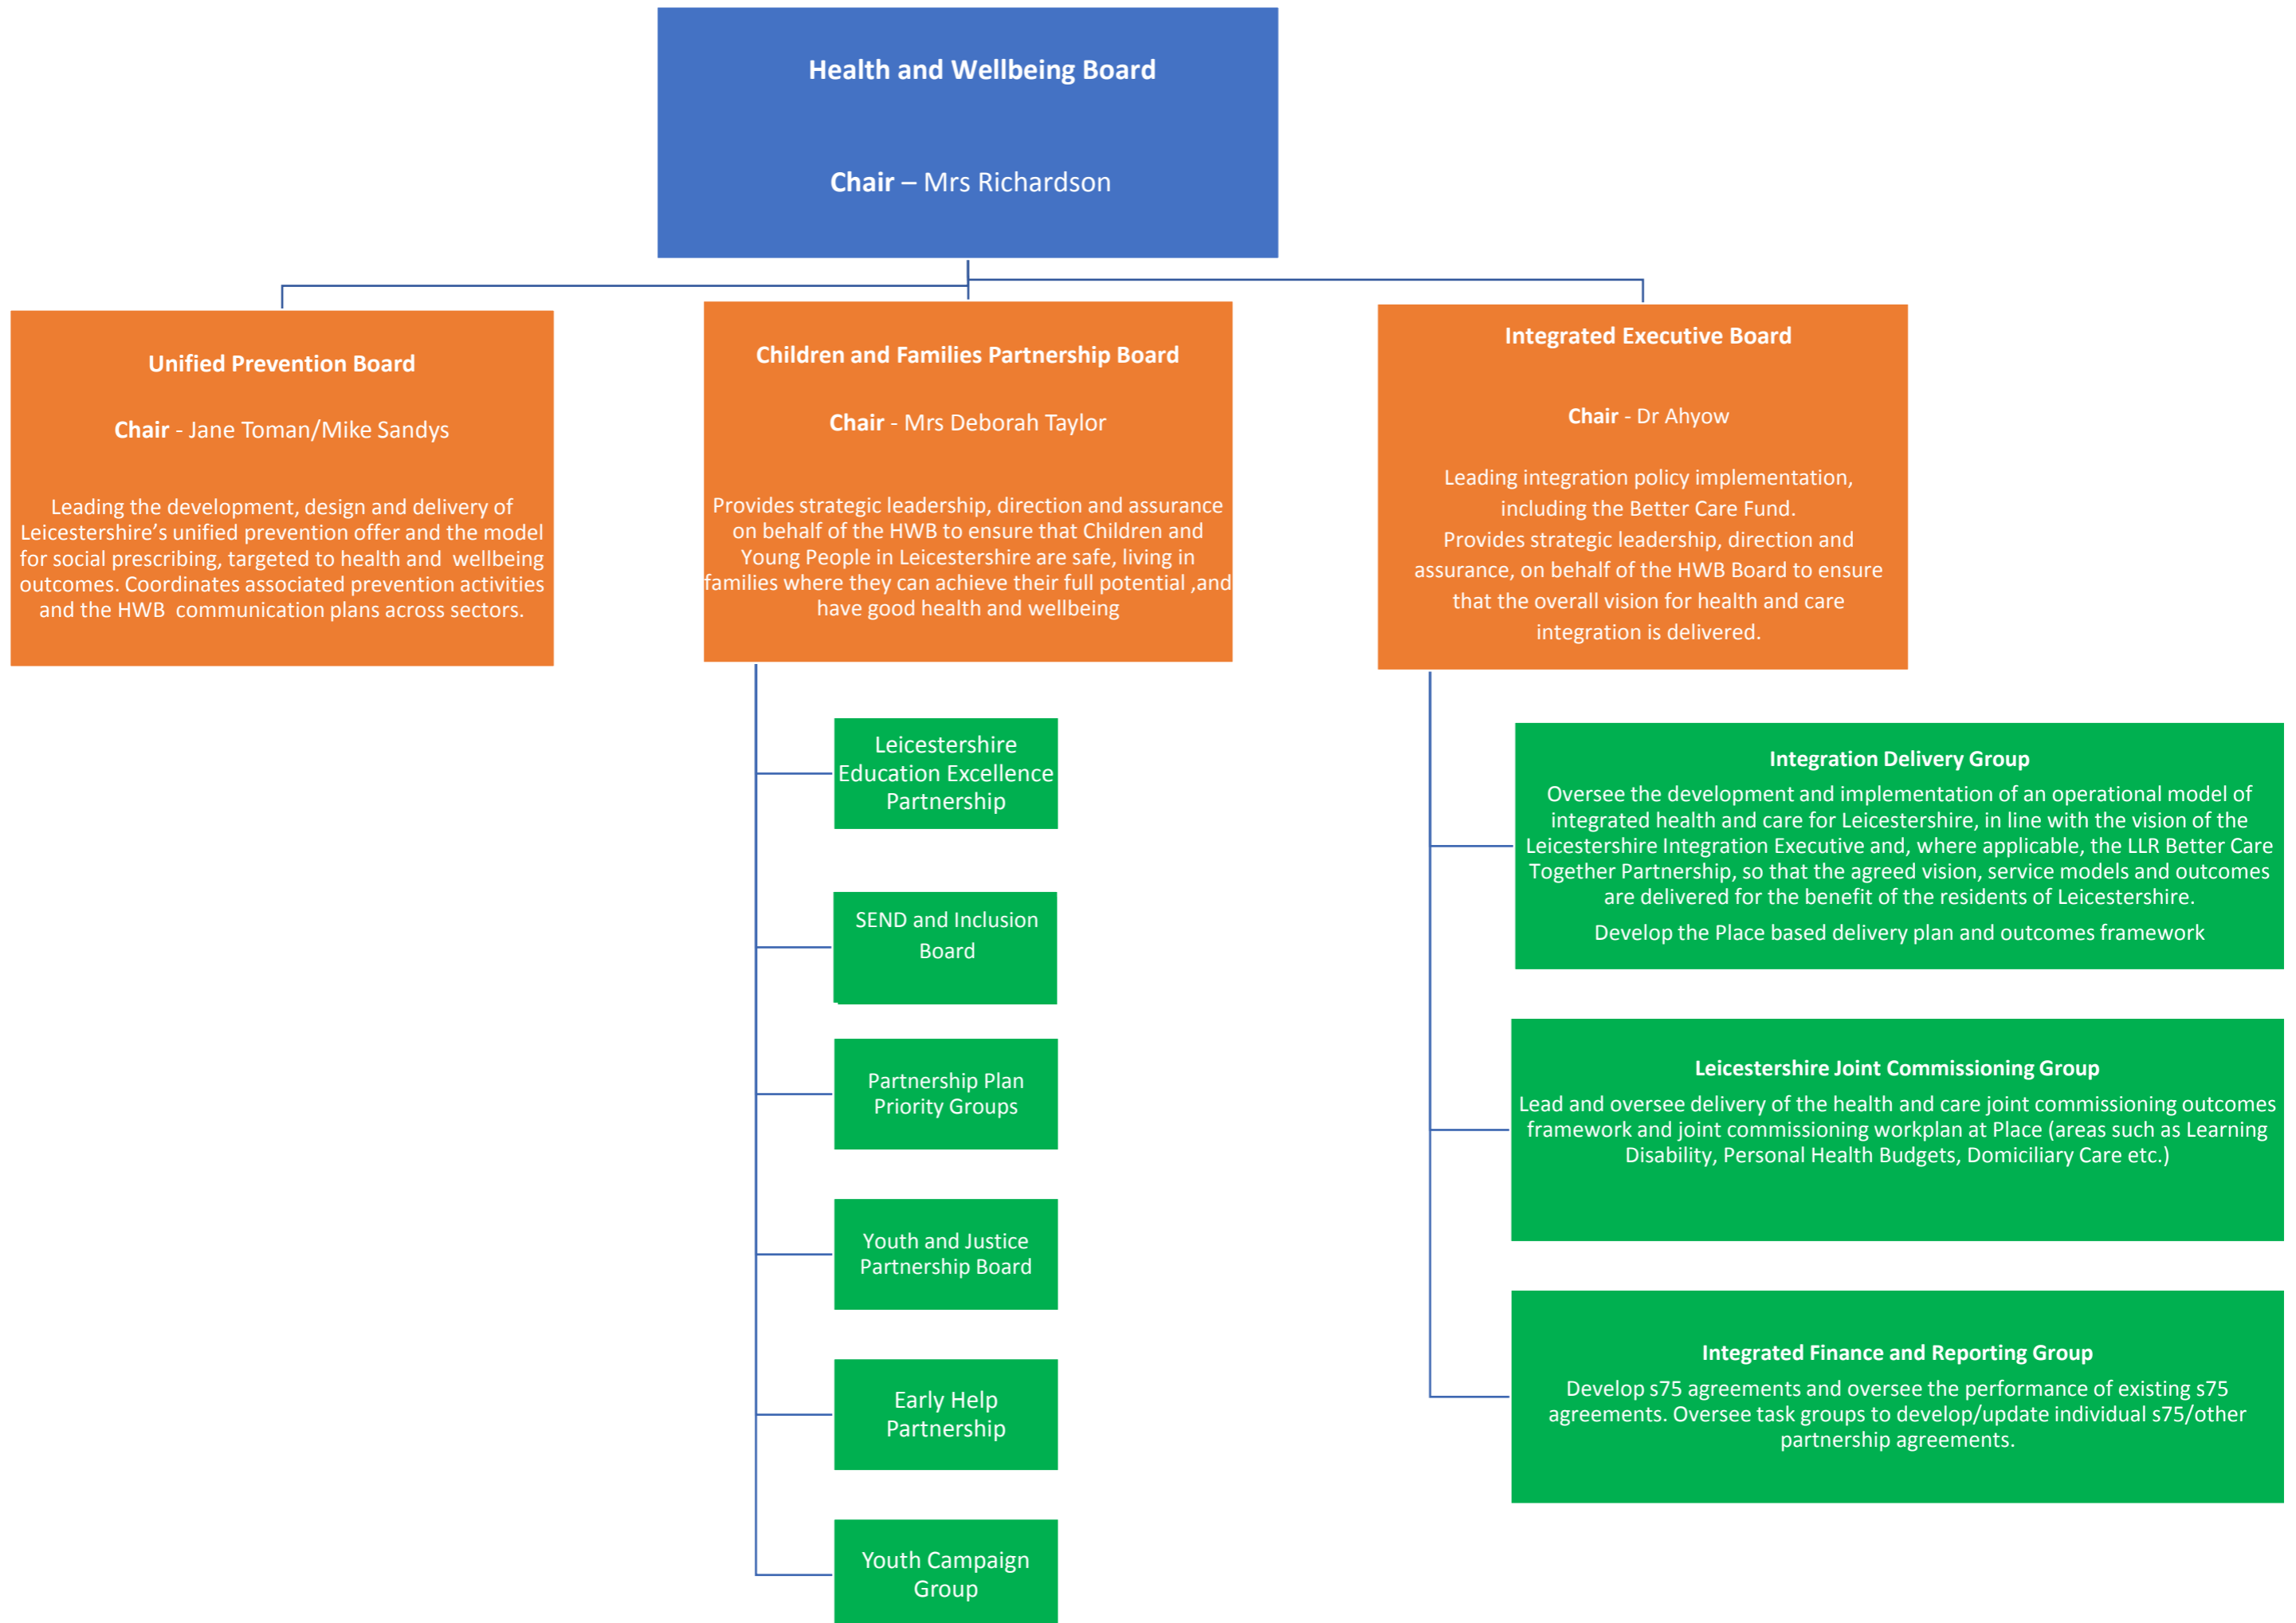 Health and Wellbeing Board
Chair – Mrs Richardson
Unified Prevention Board
Chair - Jane Toman/Mike Sandys
Leading the development, design and delivery of
Leicestershire’s unified prevention offer and the model
for social prescribing, targeted to health and wellbeing
outcomes. Coordinates associated prevention activities
and the HWB communication plans across sectors.
Children and Families Partnership Board
Chair - Mrs Deborah Taylor
Provides strategic leadership, direction and assurance
on behalf of the HWB to ensure that Children and
Young People in Leicestershire are safe, living in
families where they can achieve their full potential ,and
have good health and wellbeing
Integrated Executive Board
Chair - Dr Ahyow
Leading integration policy implementation,
including the Better Care Fund.
Provides strategic leadership, direction and
assurance, on behalf of the HWB Board to ensure
that the overall vision for health and care
integration is delivered.
Leicestershire
Education Excellence
Partnership
SEND and Inclusion
Board
Partnership Plan
Priority Groups
Youth and Justice
Partnership Board
Early Help
Partnership
Youth Campaign
Group
Integration Delivery Group
Oversee the development and implementation of an operational model of
integrated health and care for Leicestershire, in line with the vision of the
Leicestershire Integration Executive and, where applicable, the LLR Better Care
Together Partnership, so that the agreed vision, service models and outcomes
are delivered for the benefit of the residents of Leicestershire.
Develop the Place based delivery plan and outcomes framework
Leicestershire Joint Commissioning Group
Lead and oversee delivery of the health and care joint commissioning outcomes
framework and joint commissioning workplan at Place (areas such as Learning
Disability, Personal Health Budgets, Domiciliary Care etc.)
Integrated Finance and Reporting Group
Develop s75 agreements and oversee the performance of existing s75
agreements. Oversee task groups to develop/update individual s75/other
partnership agreements.